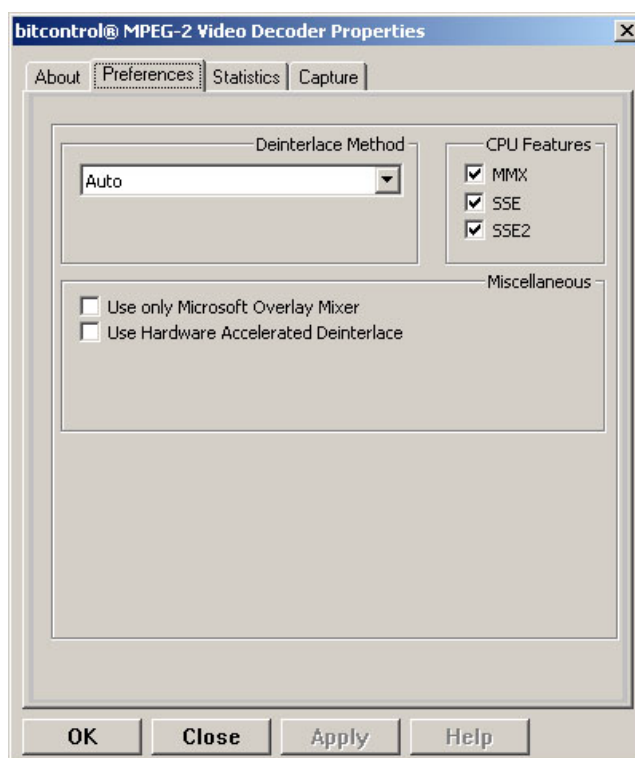 bitcontrol® MPEG-2 Video Decoder Properties
About Preferences Statistics Capture
Deinterlace Method CPU Features
Auto
MMX
SSE
SSE2
Miscellaneous
Use only Microsoft Overlay Mixer
Use Hardware Accelerated Deinterlace
OK Close Apply Help